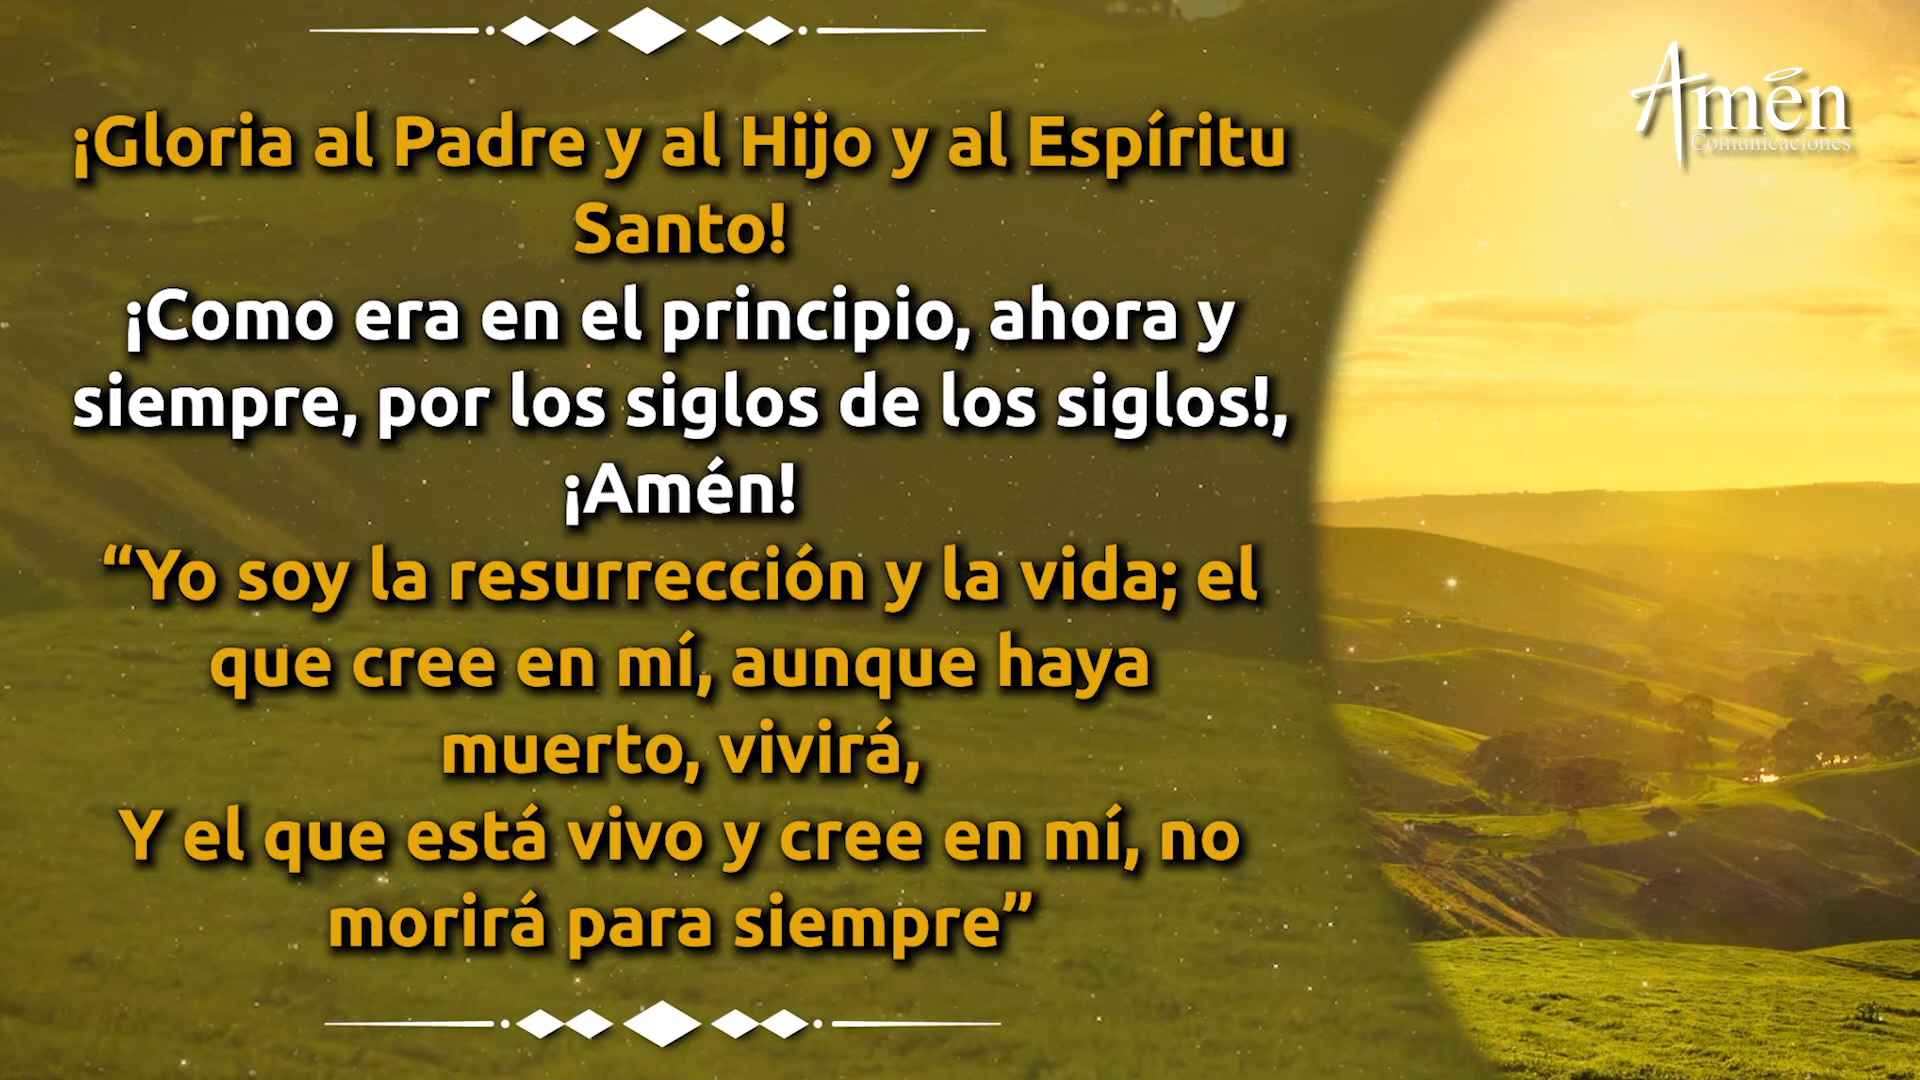 ¡Gloria al Padre y al Hijo y al Espíritu
Santo!
¡Como era en el principio, ahora y
siempre, por los siglos de los siglos!,
¡Amén!
“Yo soy la resurrección y la vida; el
que cree en mí, aunque haya
muerto, vivirá,
Y el que está vivo y cree en mí, no
morirá para siempre”
Amén
Comunicaciones